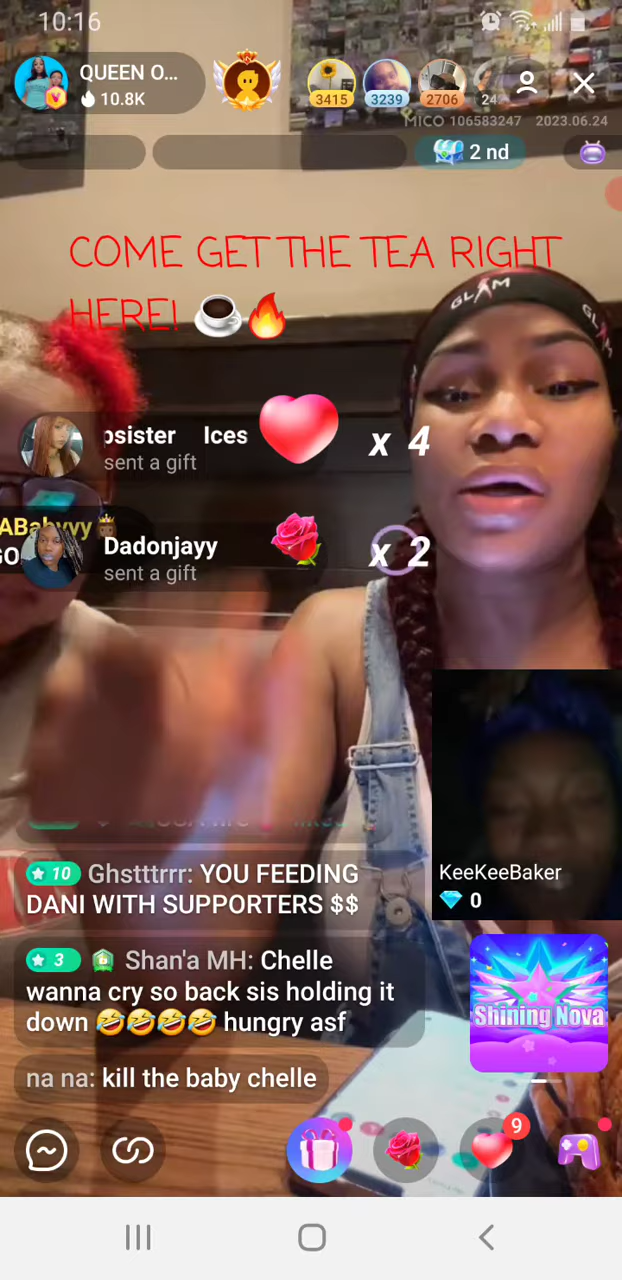 10:16
QUEEN O...
10.8K
3415
3239
2706
24
MICO 106583247 2023.06.24
2 nd
COME GET THE TEA RIGHT
HERE! ☕🔥
GLAM
GLAM
psister Ices
sent a gift
x 4
ABabyyy
GO
Dadonjayy
sent a gift
x 2
KeeKeeBaker
0
10 Ghstttrrr: YOU FEEDING
DANI WITH SUPPORTERS $$
3 Shan'a MH: Chelle
wanna cry so back sis holding it
down 🤣🤣🤣🤣 hungry asf
Shining Nova
na na: kill the baby chelle
9